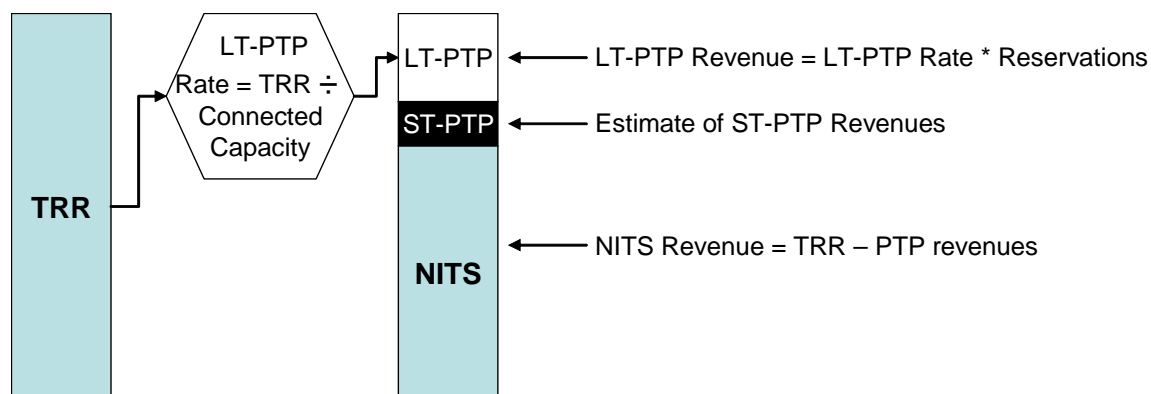 TRR
LT-PTP
Rate = TRR ÷
Connected
Capacity
LT-PTP
LT-PTP Revenue = LT-PTP Rate * Reservations
ST-PTP
Estimate of ST-PTP Revenues
NITS
NITS Revenue = TRR – PTP revenues